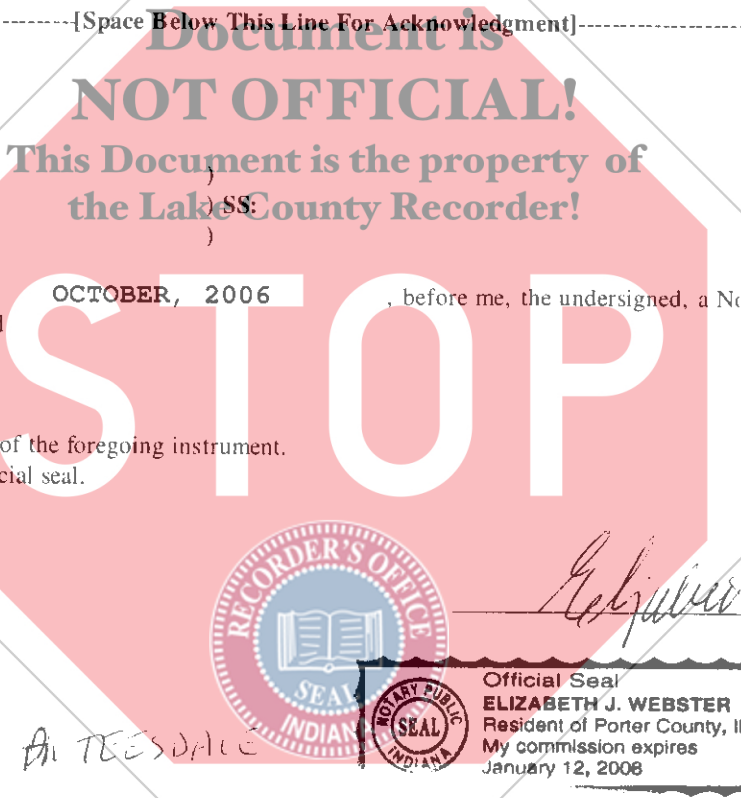 --------[Space Below This Line For Acknowledgment]----------------
Document is
NOT OFFICIAL!
This Document is the property of
the Lake County Recorder!
)
) SS:
)
STOP
OCTOBER, 2006 , before me, the undersigned, a No
d
of the foregoing instrument.
cial seal.
RECORDER'S OFFICE
SEAL
INDIANA
NOTARY PUBLIC
SEAL
INDIANA
Official Seal
ELIZABETH J. WEBSTER
Resident of Porter County, I
My commission expires
January 12, 2008
TEESDALE